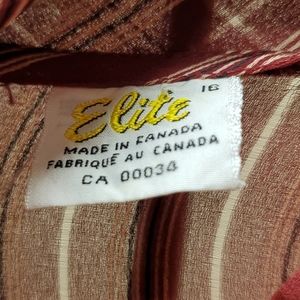 16
Elite
MADE IN CANADA
FABRIQUÉ AU CANADA
CA 00034